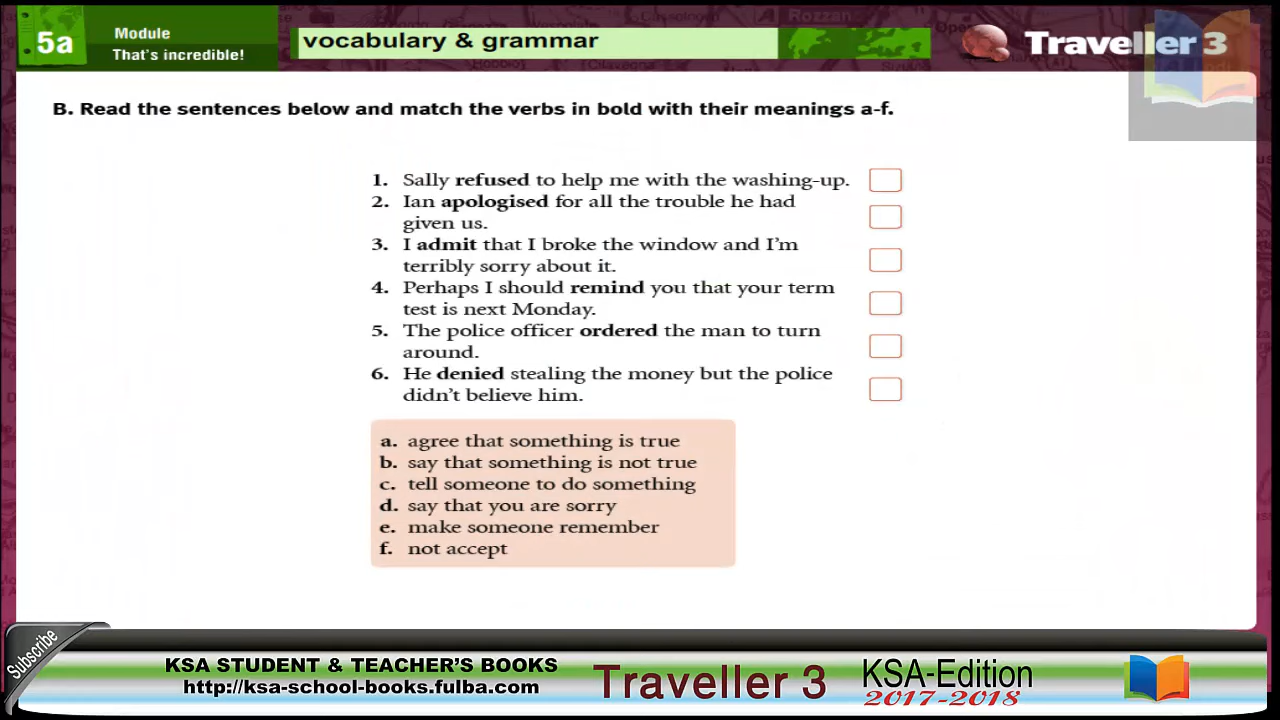 5a
Module
That's incredible!
vocabulary & grammar
Traveller 3
B. Read the sentences below and match the verbs in bold with their meanings a-f.
1. Sally refused to help me with the washing-up.
2. Ian apologised for all the trouble he had
given us.
3. I admit that I broke the window and I'm
terribly sorry about it.
4. Perhaps I should remind you that your term
test is next Monday.
5. The police officer ordered the man to turn
around.
6. He denied stealing the money but the police
didn't believe him.
a. agree that something is true
b. say that something is not true
c. tell someone to do something
d. say that you are sorry
e. make someone remember
f. not accept
Subscribe
KSA STUDENT & TEACHER'S BOOKS
http://ksa-school-books.fulba.com
Traveller 3
KSA-Edition
2017-2018